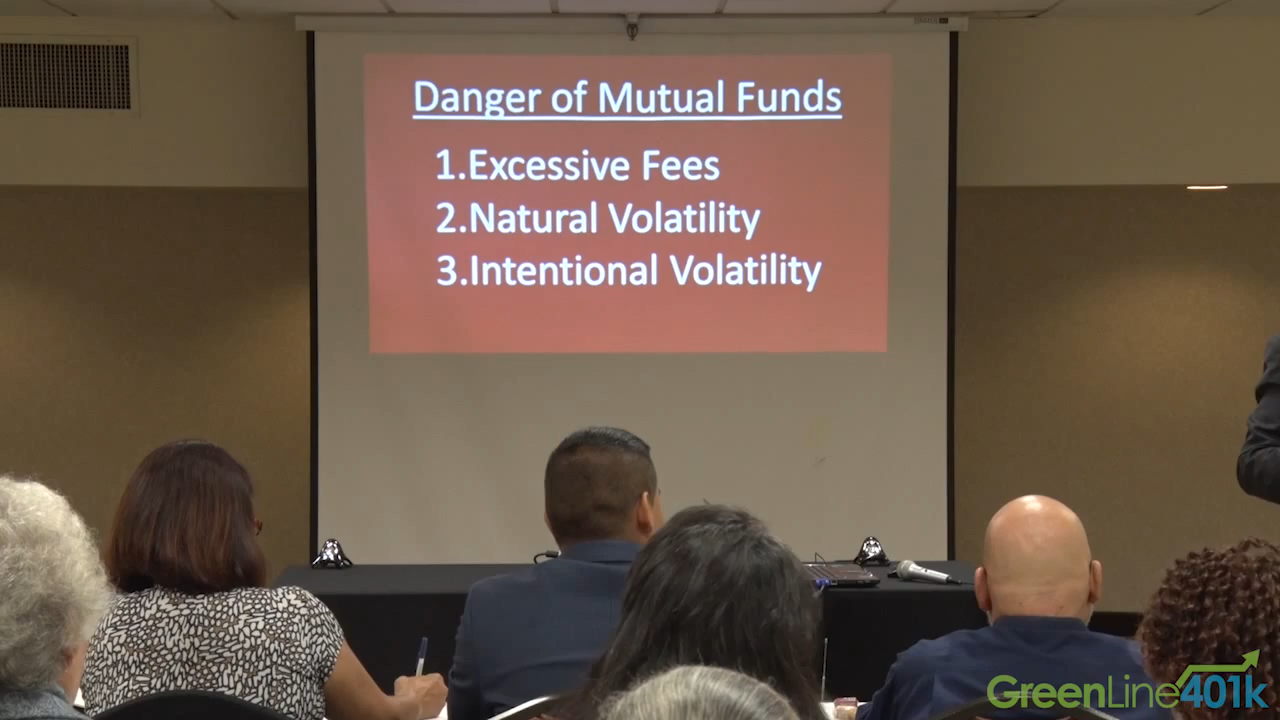 Danger of Mutual Funds
1.Excessive Fees
2.Natural Volatility
3.Intentional Volatility
GreenLine401k